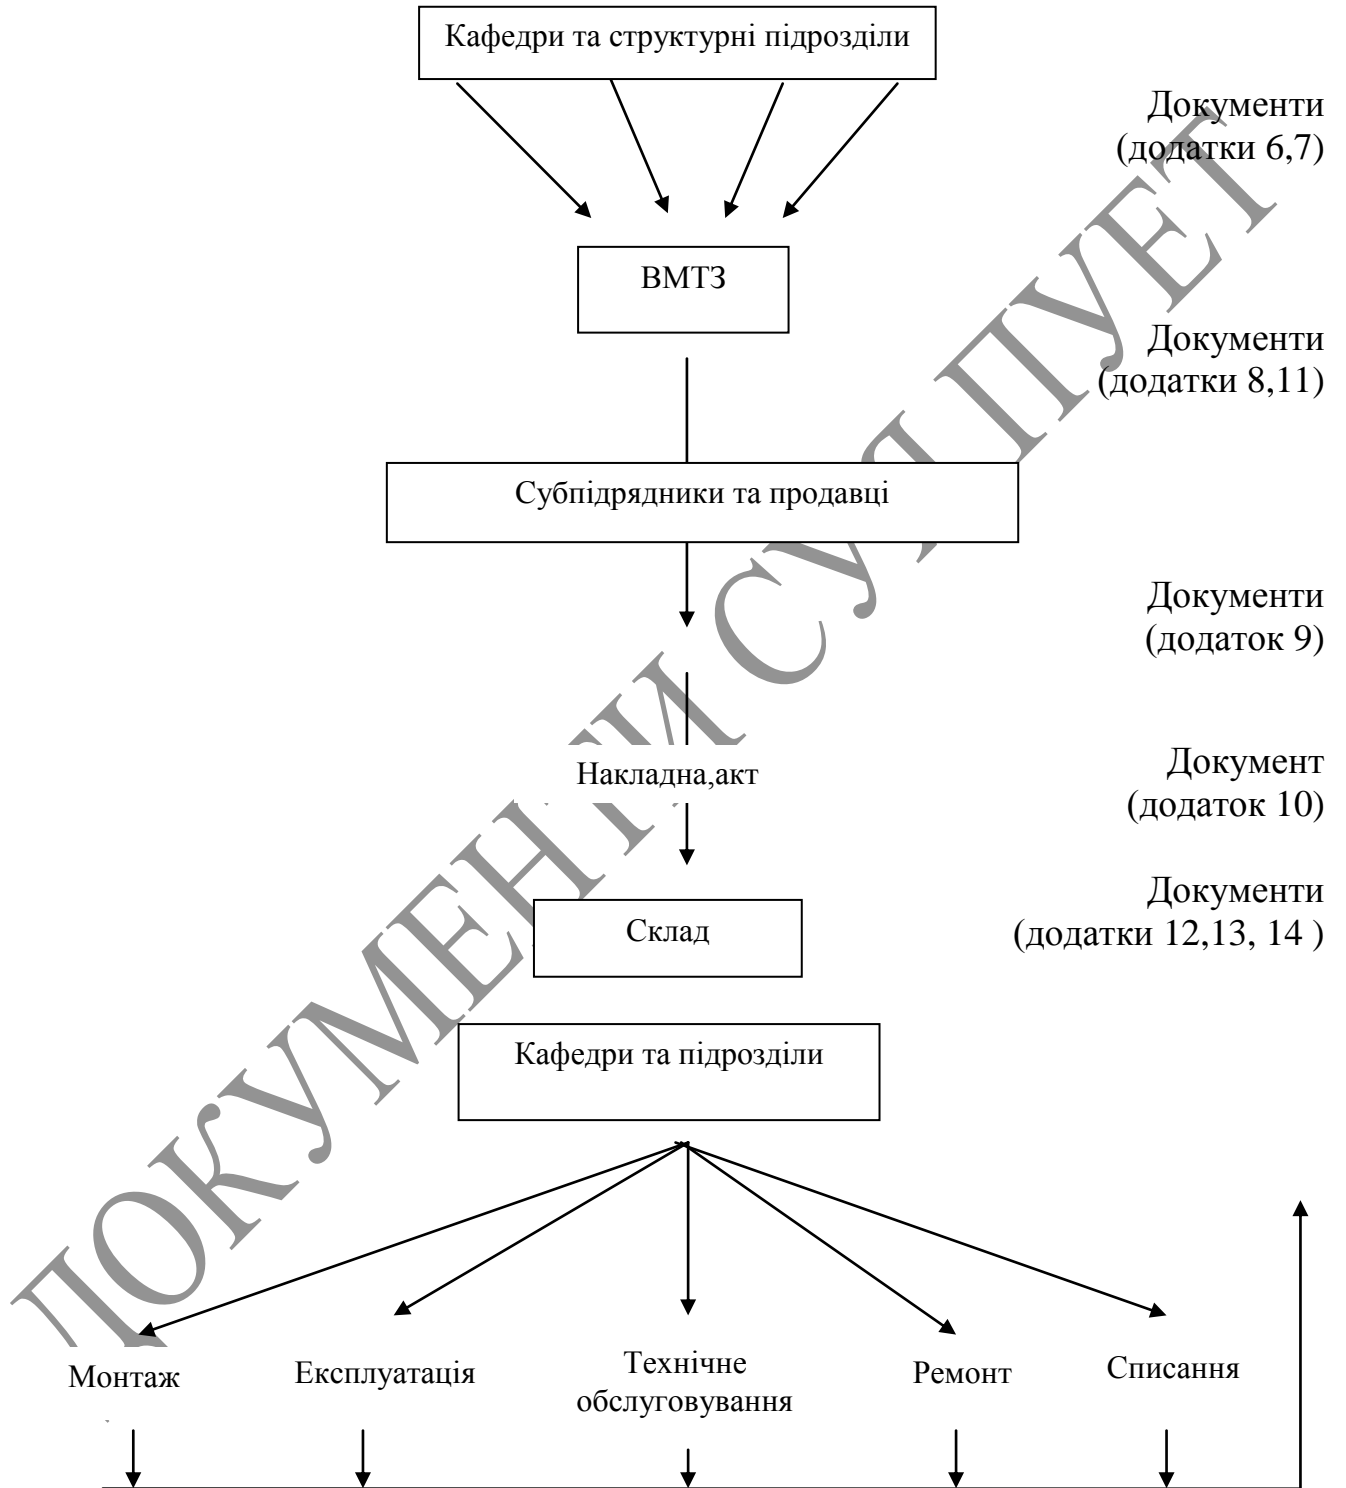 Кафедри та структурні підрозділи
Документи
(додатки 6,7)
ВМТЗ
Документи
(додатки 8,11)
Субпідрядники та продавці
Документи
(додаток 9)
Накладна,акт
Документ
(додаток 10)
Документи
(додатки 12,13, 14 )
Склад
Кафедри та підрозділи
Монтаж
Експлуатація
Технічне
обслуговування
Ремонт
Списання
ДОКУМЕНТИ СУЯ ПУЕТ